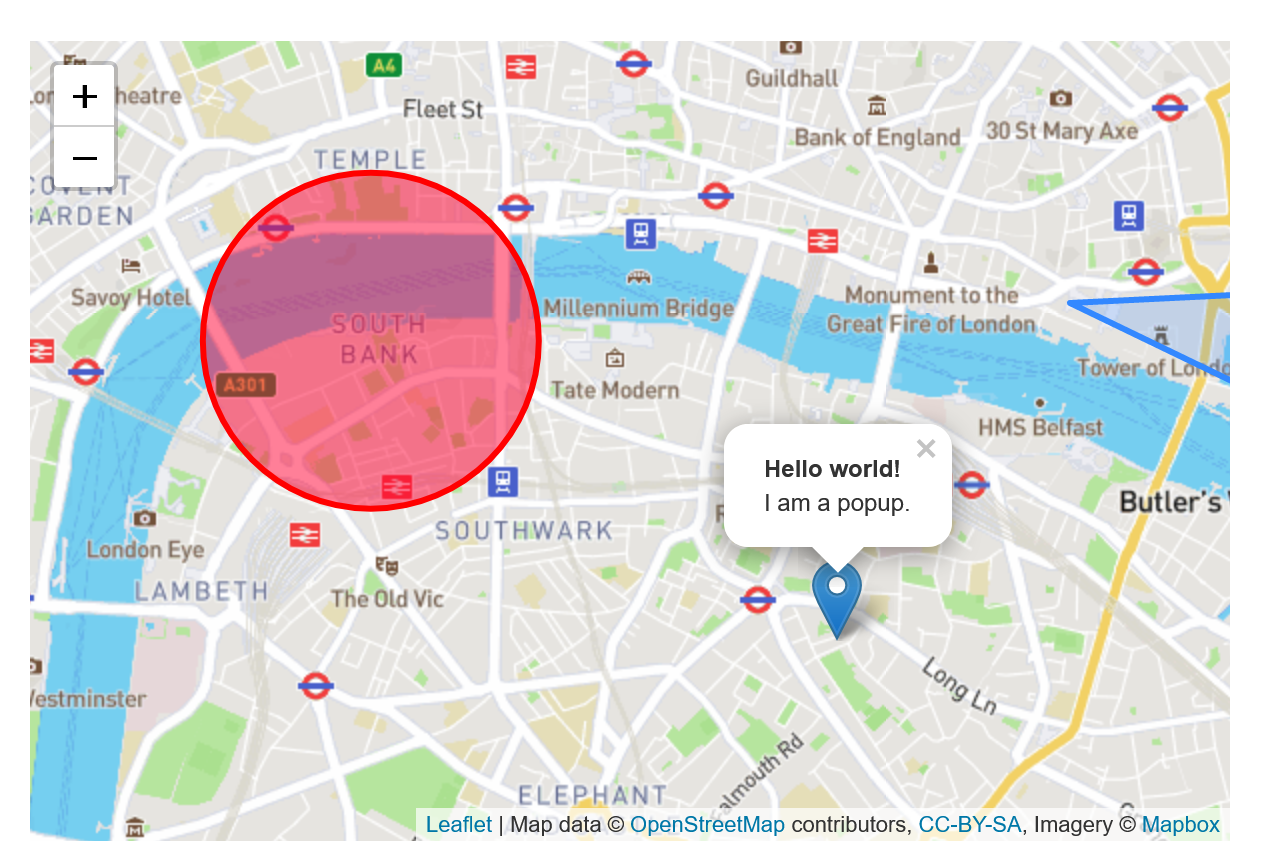 A4
Guildhall
Fleet St
heatre
Bank of England
30 St Mary Axe
+
−
TEMPLE
COVENT
GARDEN
Savoy Hotel
Millennium Bridge
Monument to the
Great Fire of London
SOUTH
BANK
A301
Tate Modern
Tower of Londo
HMS Belfast
×
Hello world!
I am a popup.
Butler's
SOUTHWARK
London Eye
LAMBETH
The Old Vic
Westminster
Long Ln
Falmouth Rd
ELEPHANT
Leaflet | Map data © OpenStreetMap contributors, CC-BY-SA, Imagery © Mapbox